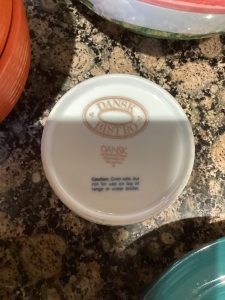 DANSK
BISTRO
DANSK
Caution: Oven safe, but
not for use on top of
range or under broiler.